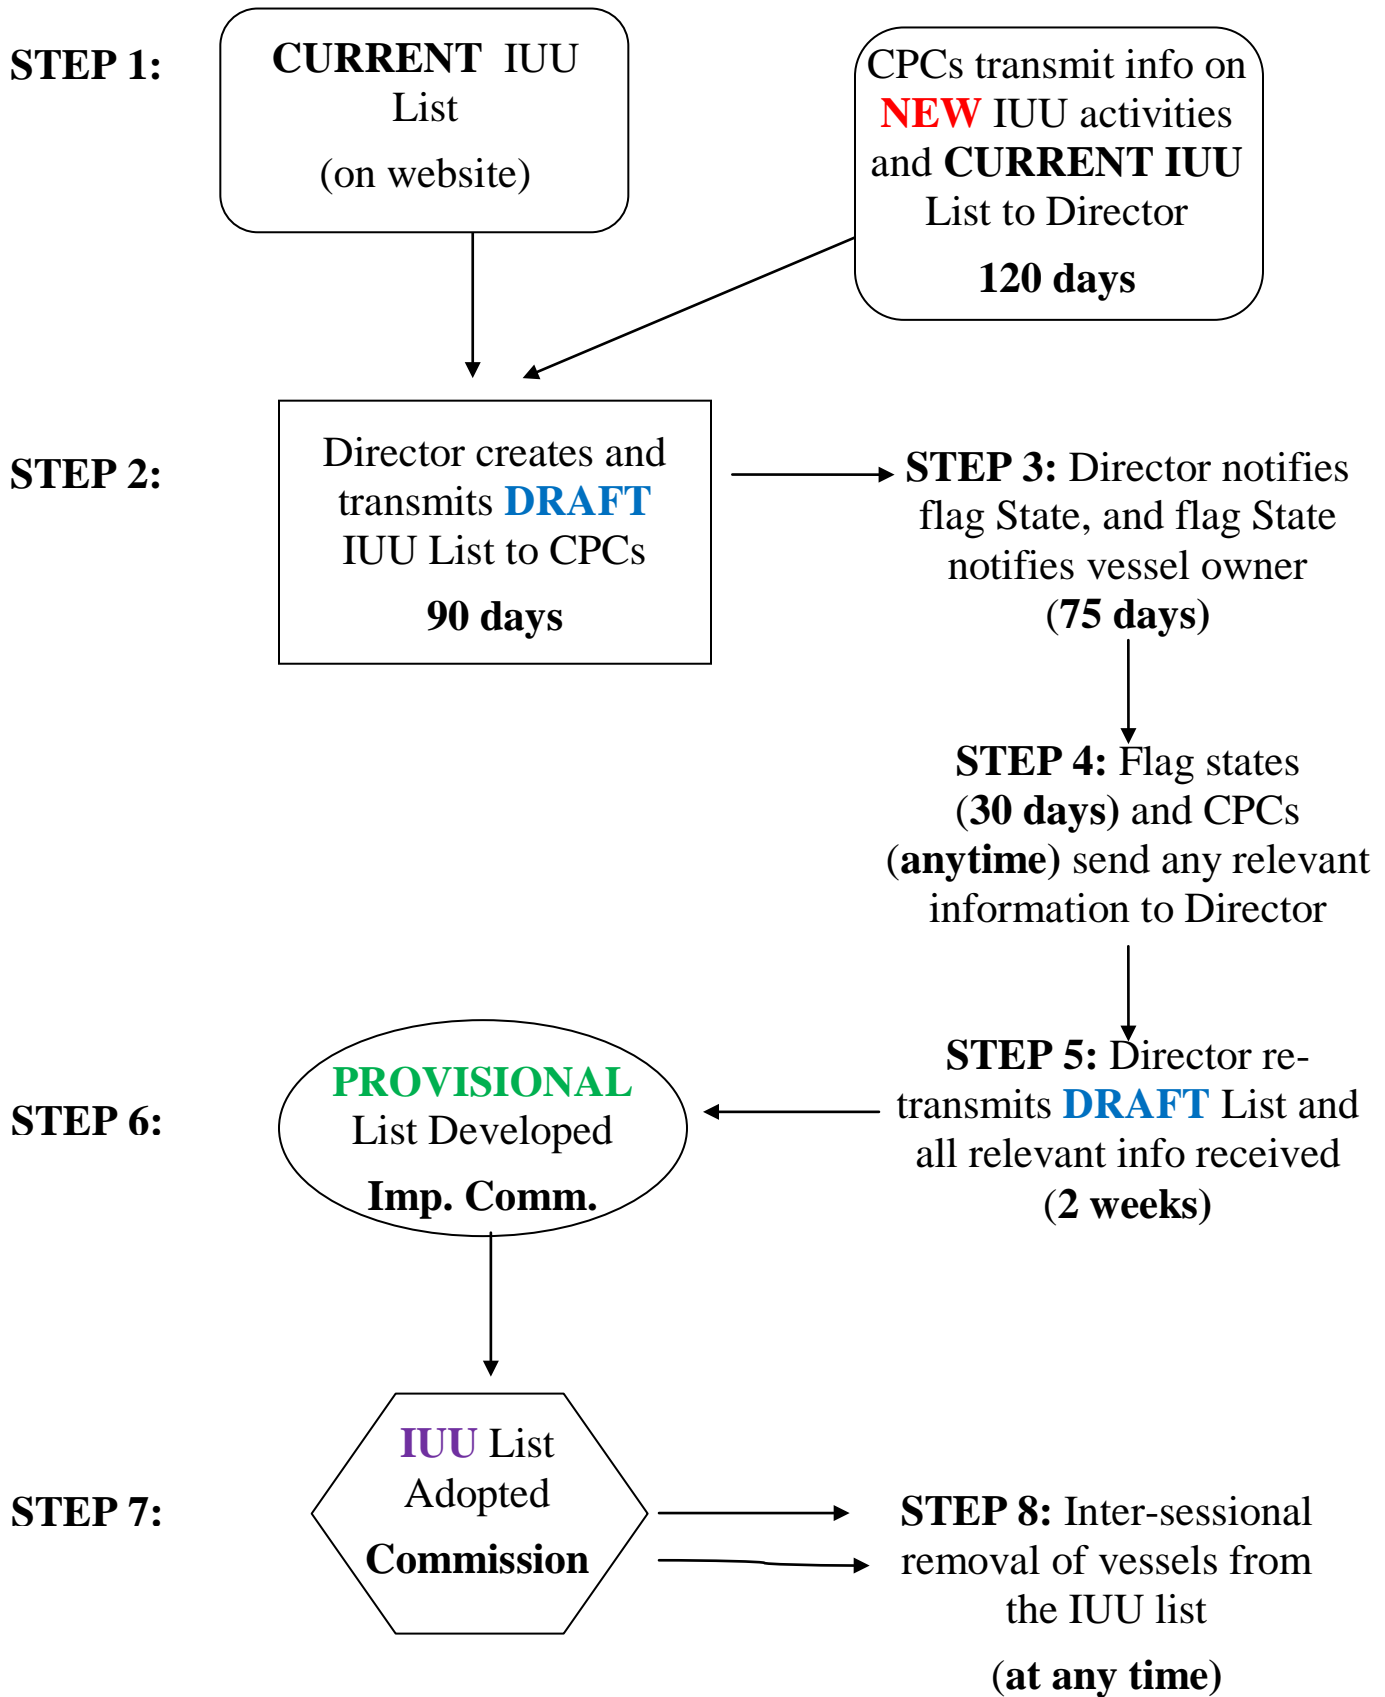 STEP 1:
CURRENT IUU
List
(on website)
CPCs transmit info on
NEW IUU activities
and CURRENT IUU
List to Director
120 days
STEP 2:
Director creates and
transmits DRAFT
IUU List to CPCs
90 days
STEP 3: Director notifies
flag State, and flag State
notifies vessel owner
(75 days)
STEP 4: Flag states
(30 days) and CPCs
(anytime) send any relevant
information to Director
STEP 5: Director re-
transmits DRAFT List and
all relevant info received
(2 weeks)
STEP 6:
PROVISIONAL
List Developed
Imp. Comm.
STEP 7:
IUU List
Adopted
Commission
STEP 8: Inter-sessional
removal of vessels from
the IUU list
(at any time)